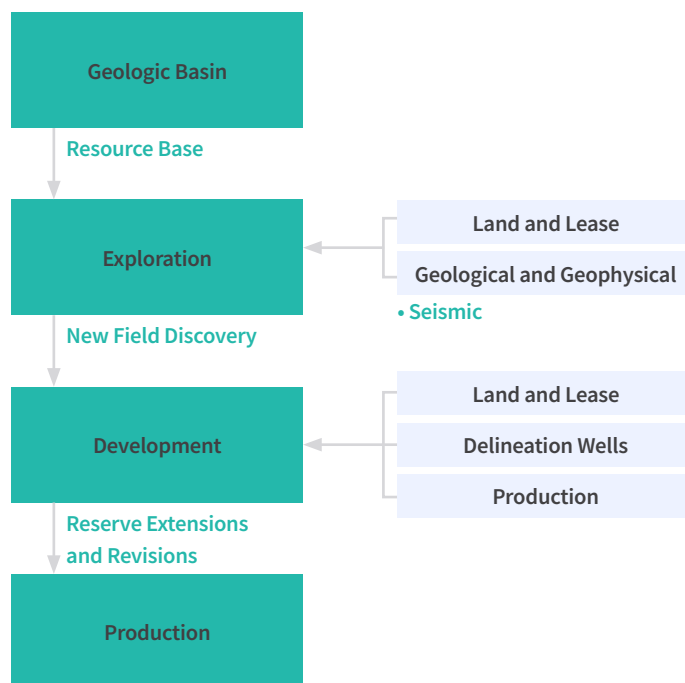 Geologic Basin
Resource Base
Exploration
Land and Lease
Geological and Geophysical
• Seismic
New Field Discovery
Development
Land and Lease
Delineation Wells
Production
Reserve Extensions
and Revisions
Production